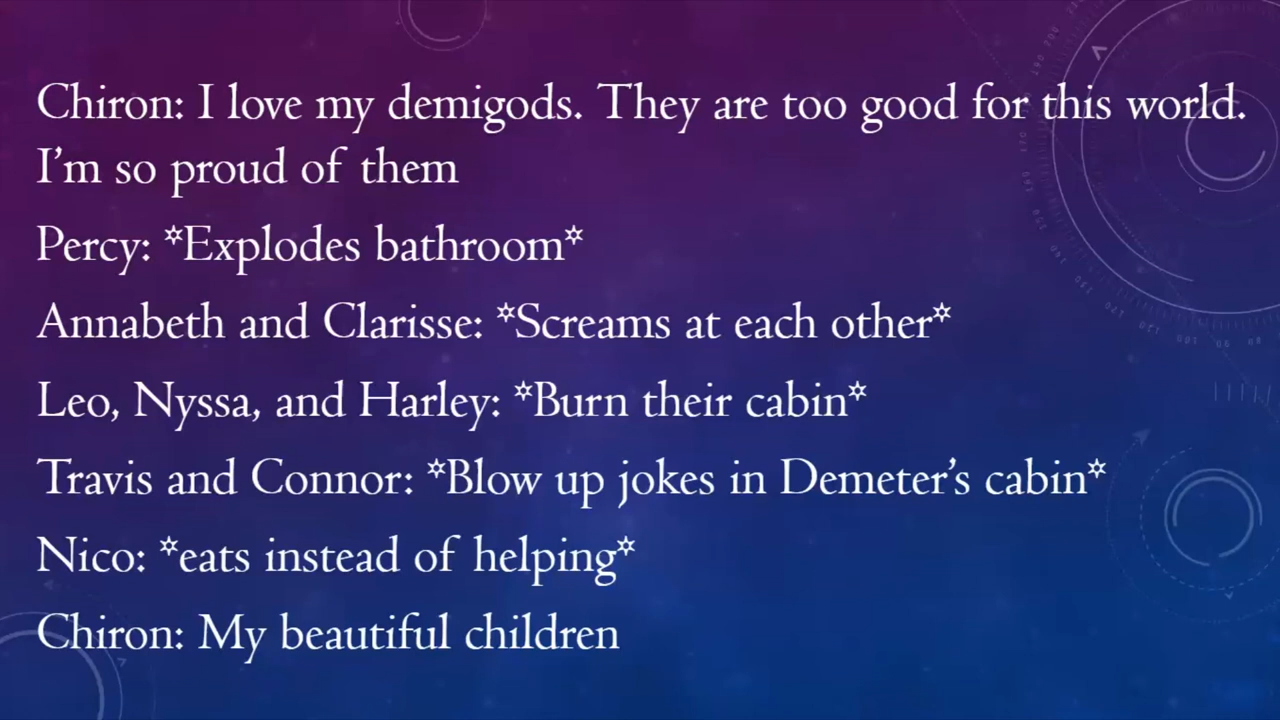 Chiron: I love my demigods. They are too good for this world.
I'm so proud of them
Percy: *Explodes bathroom*
Annabeth and Clarisse: *Screams at each other*
Leo, Nyssa, and Harley: *Burn their cabin*
Travis and Connor: *Blow up jokes in Demeter's cabin*
Nico: *eats instead of helping*
Chiron: My beautiful children